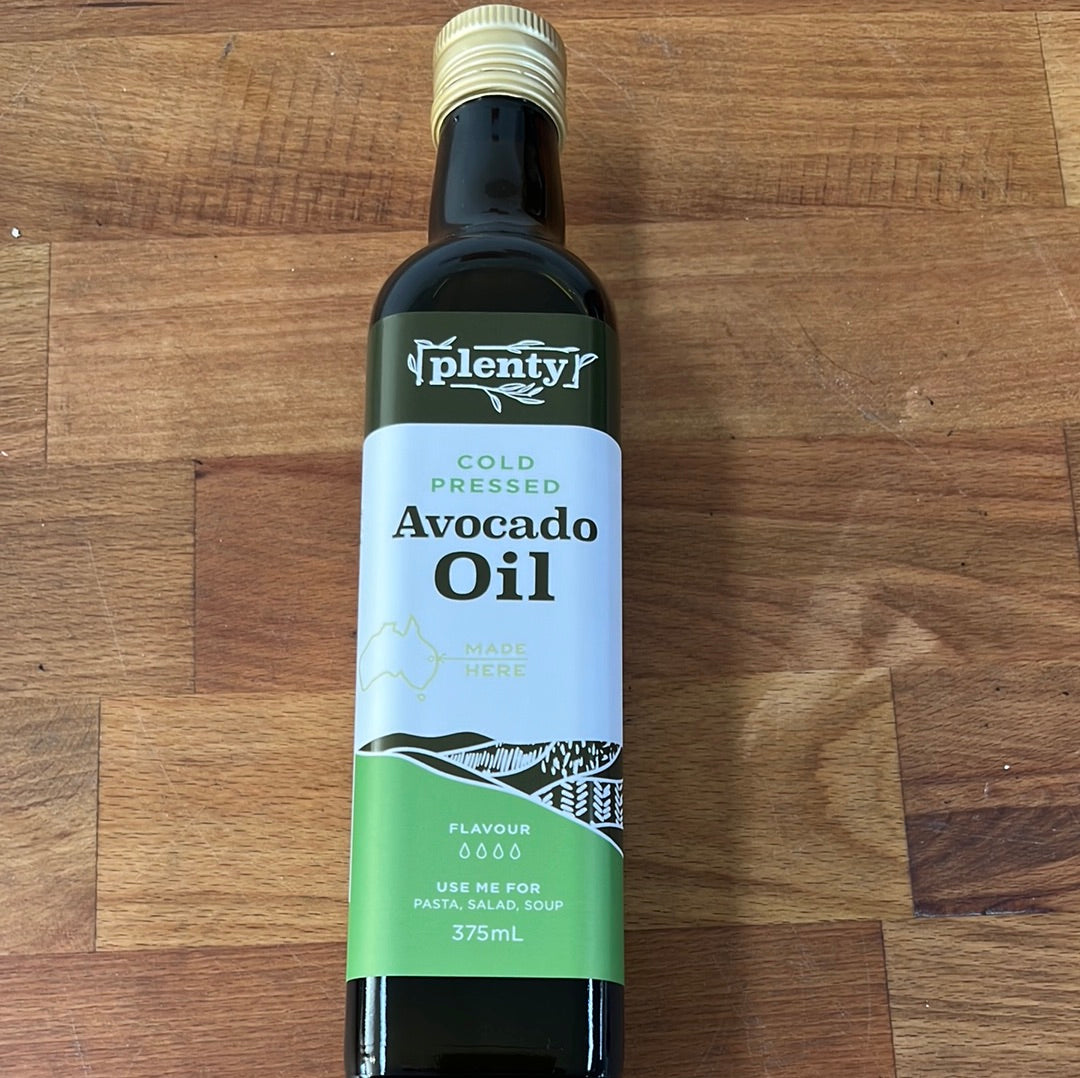 plenty
COLD
PRESSED
Avocado
Oil
MADE
HERE
FLAVOUR
USE ME FOR
PASTA, SALAD, SOUP
375mL